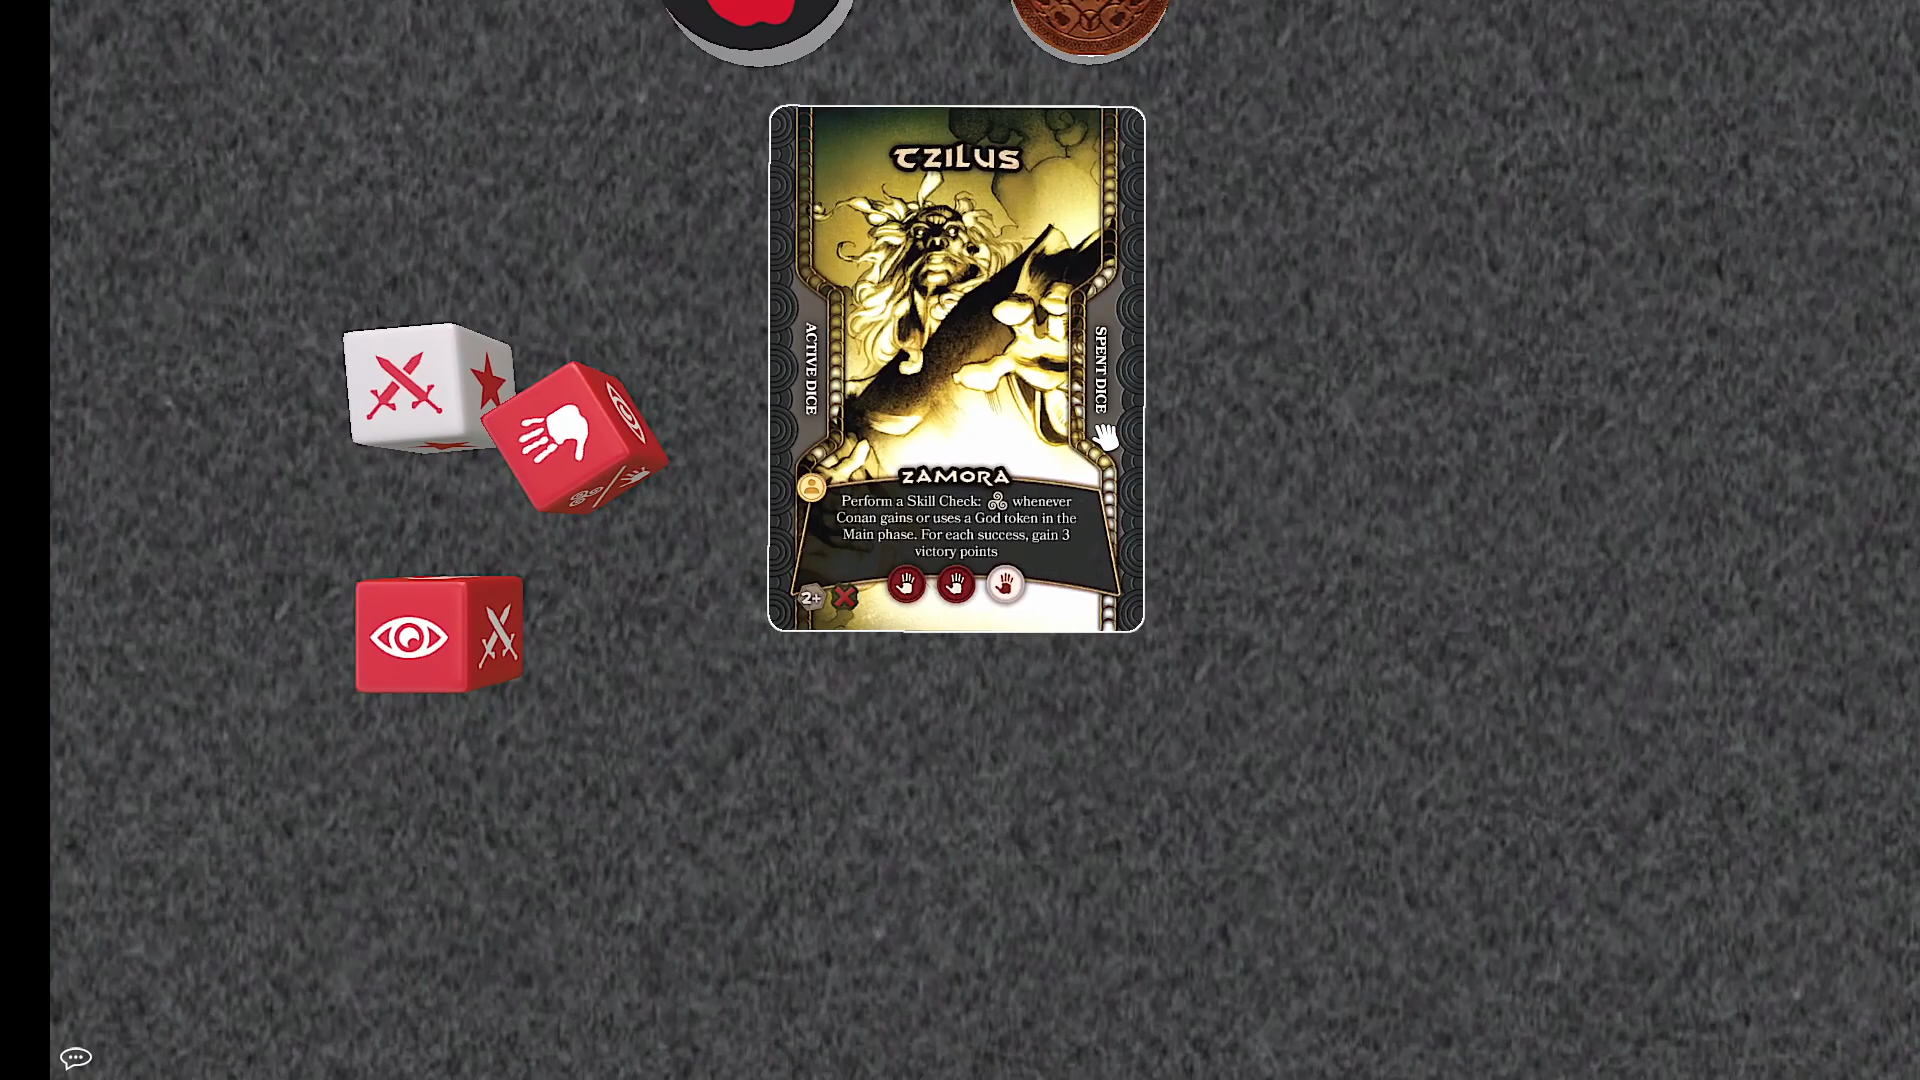 TZILUS
ACTIVE DICE
SPENT DICE
ZAMORA
Perform a Skill Check: whenever
Conan gains or uses a God token in the
Main phase. For each success, gain 3
victory points
2+